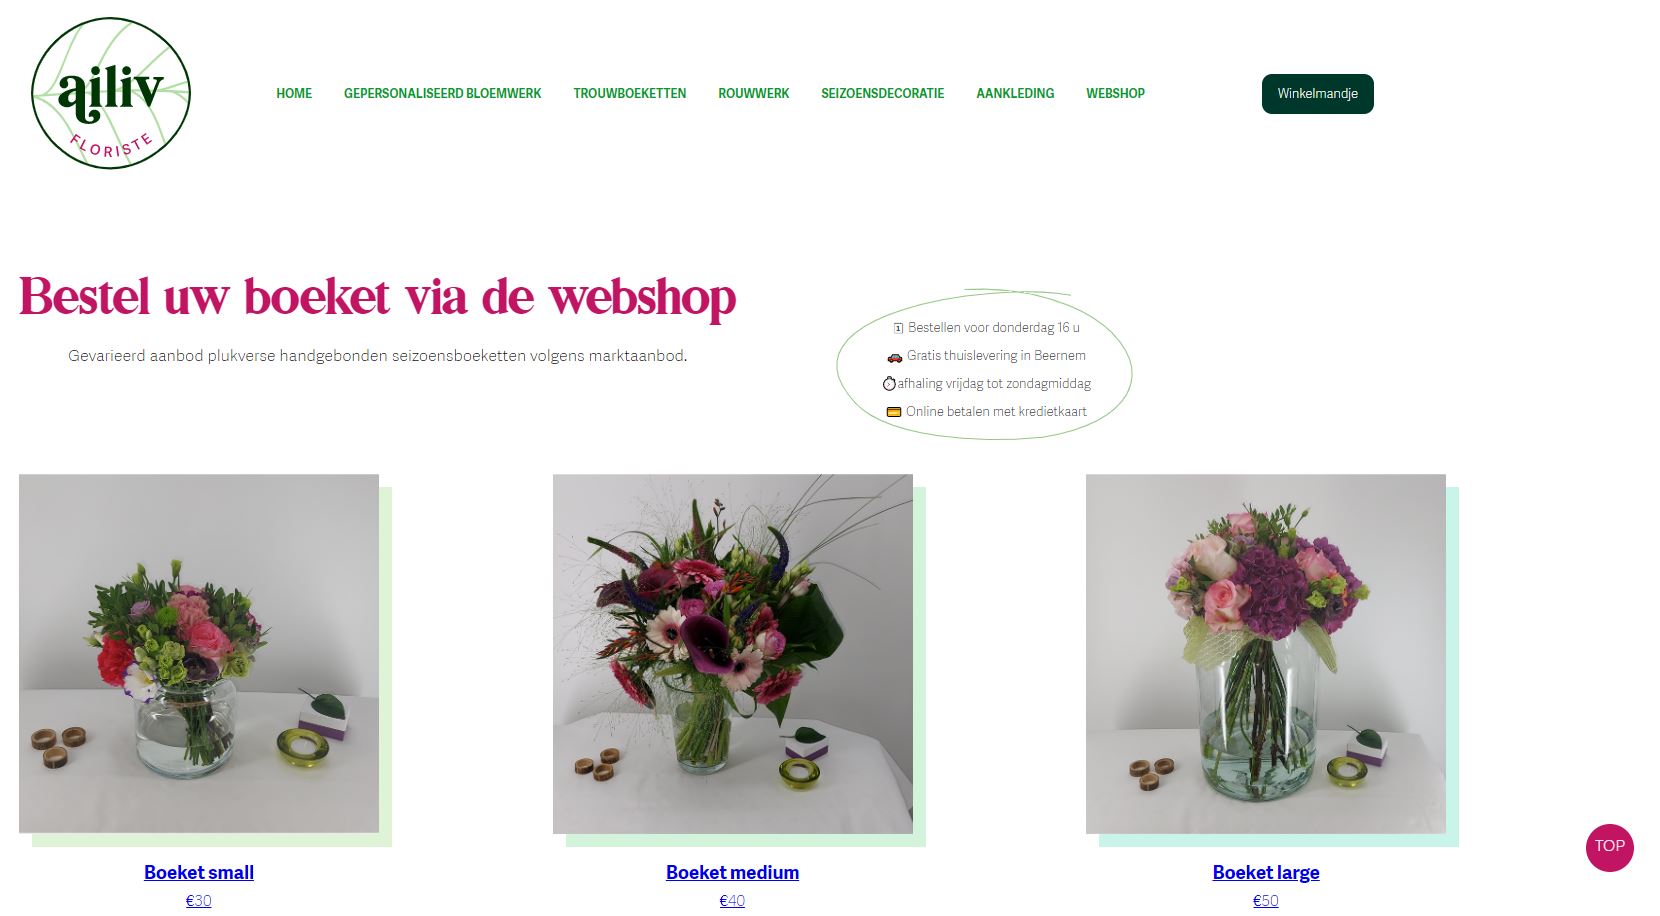 ailiv
FLORISTE
HOME GEPERSONALISEERD BLOEMWERK TROUWBOEKETTEN ROUWWERK SEIZOENSDECORATIE AANKLEDING WEBSHOP
Winkelmandje
Bestel uw boeket via de webshop
Gevarieerd aanbod plukverse handgebonden seizoensboeketten volgens marktaanbod.
Bestellen voor donderdag 16 u
Gratis thuislevering in Beernem
afhaling vrijdag tot zondagmiddag
Online betalen met kredietkaart
Boeket small
€30
Boeket medium
€40
Boeket large
€50
TOP